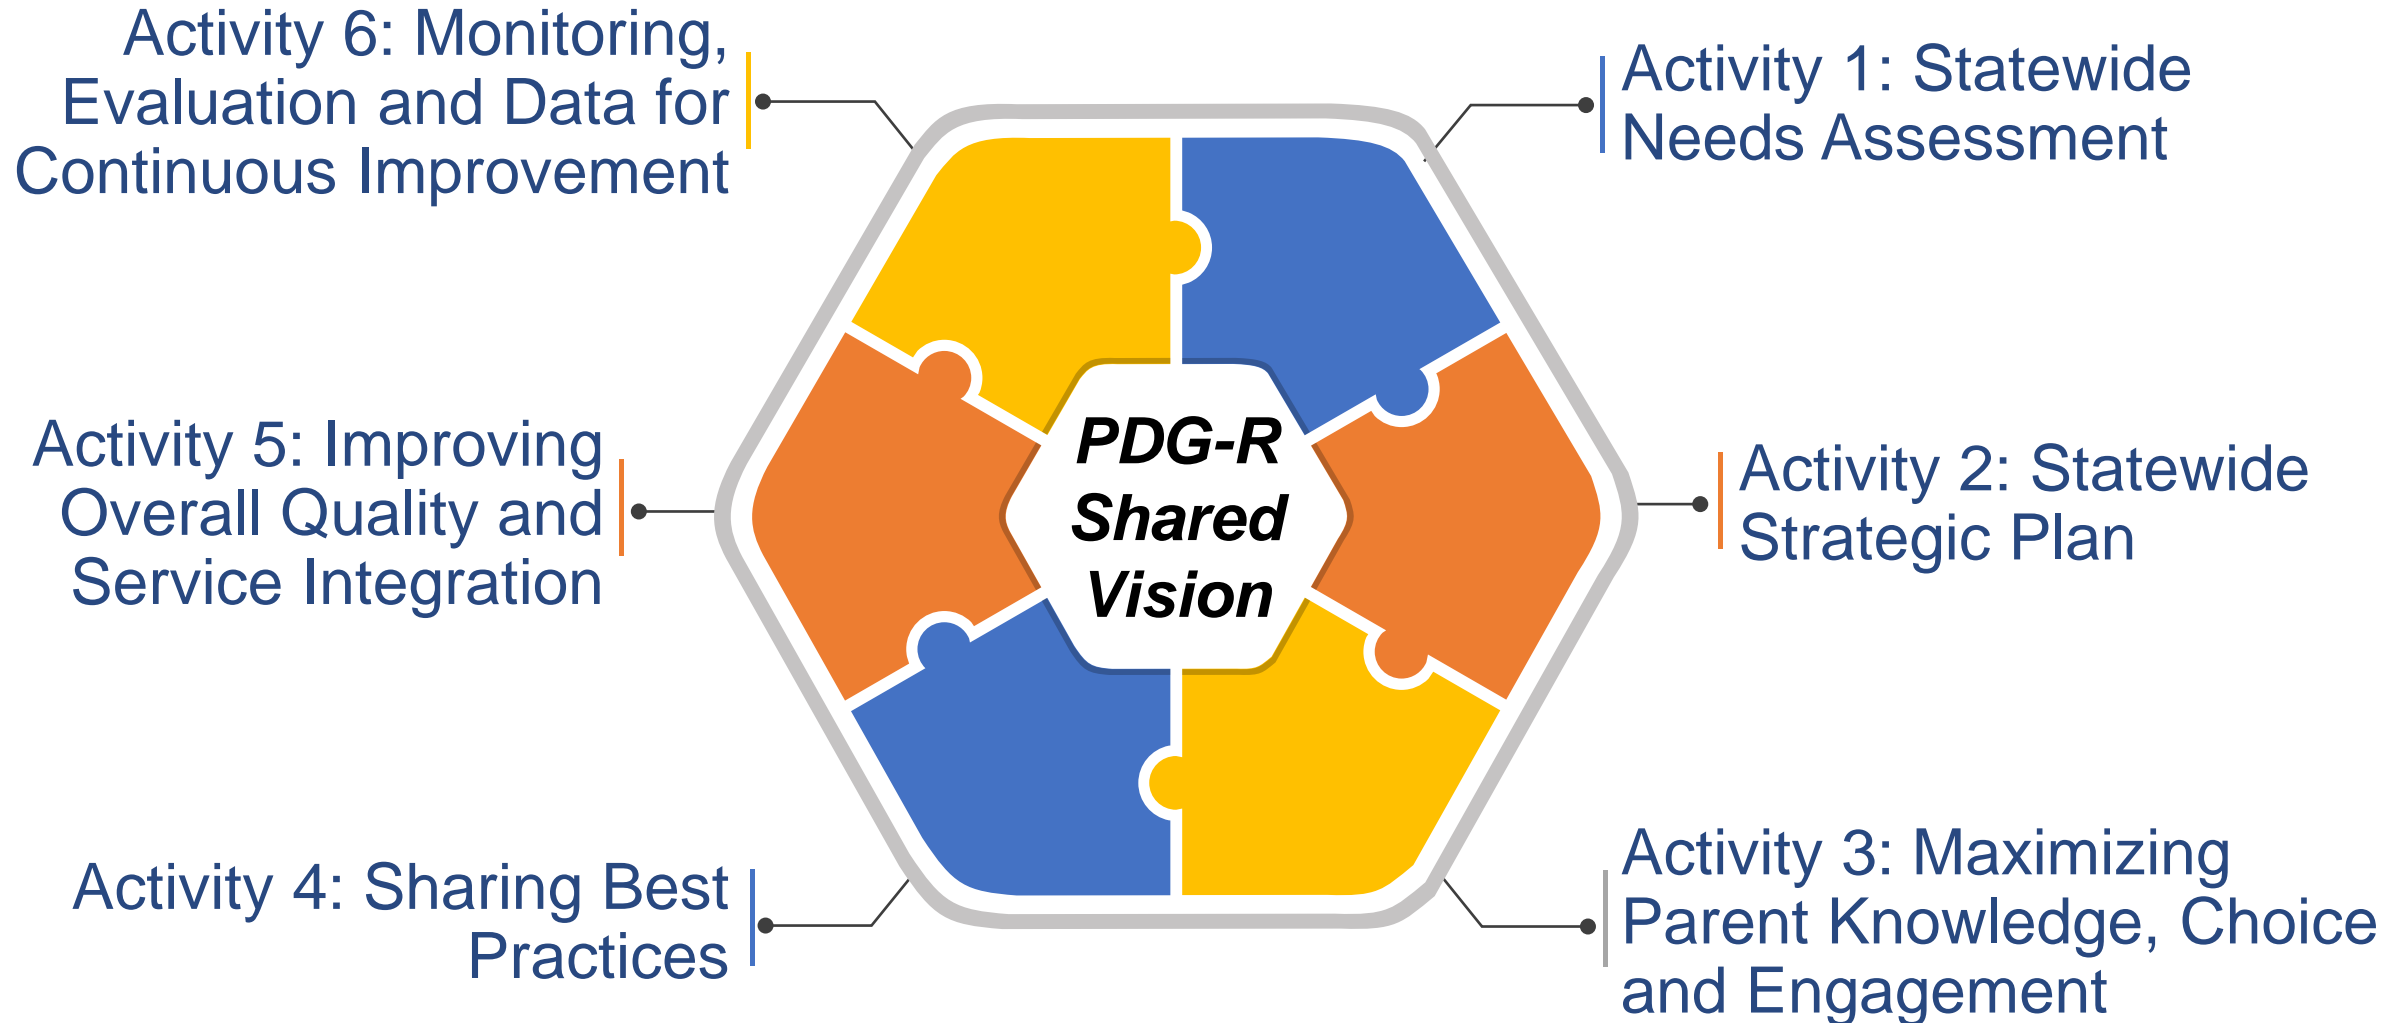 Activity 6: Monitoring,
Evaluation and Data for
Continuous Improvement
Activity 1: Statewide
Needs Assessment
Activity 5: Improving
Overall Quality and
Service Integration
PDG-R
Shared
Vision
Activity 2: Statewide
Strategic Plan
Activity 4: Sharing Best
Practices
Activity 3: Maximizing
Parent Knowledge, Choice
and Engagement